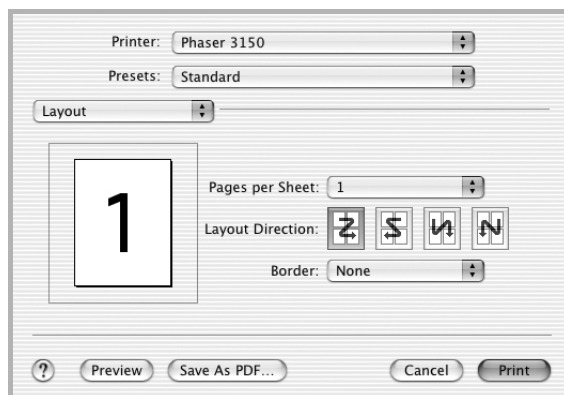 Printer: Phaser 3150
Presets: Standard
Layout
1
Pages per Sheet: 1
Layout Direction:
Border: None
? Preview Save As PDF... Cancel Print